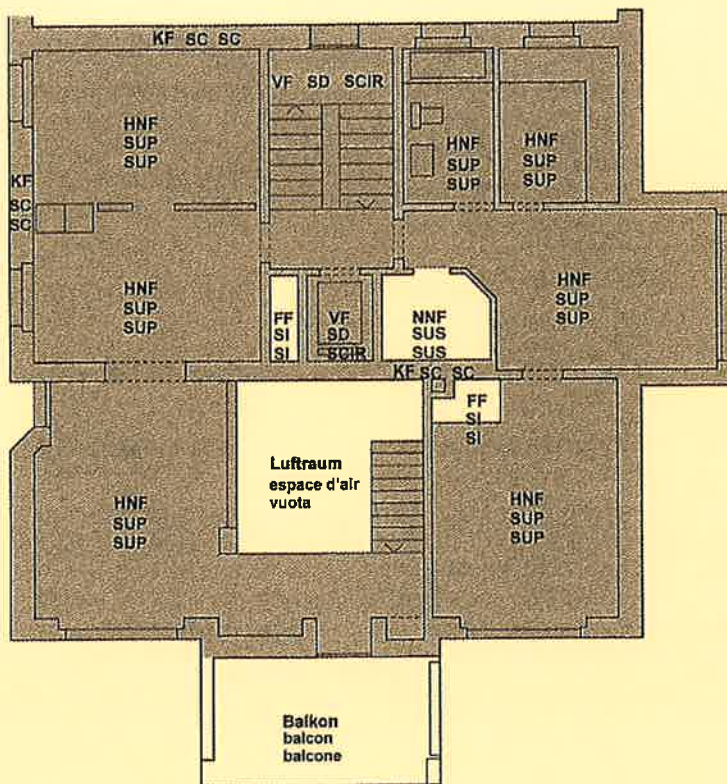 KF SC SC
VF SD SCIR
HNF
SUP
SUP
HNF
SUP
SUP
HNF
SUP
SUP
KF
SC
SC
HNF
SUP
SUP
HNF
SUP
SUP
FF
SI
SI
VF
SD
SCIR
NNF
SUS
SUS
KF SC SC
FF
SI
SI
Luftraum
espace d'air
vuota
HNF
SUP
SUP
HNF
SUP
SUP
Balkon
balcon
balcone